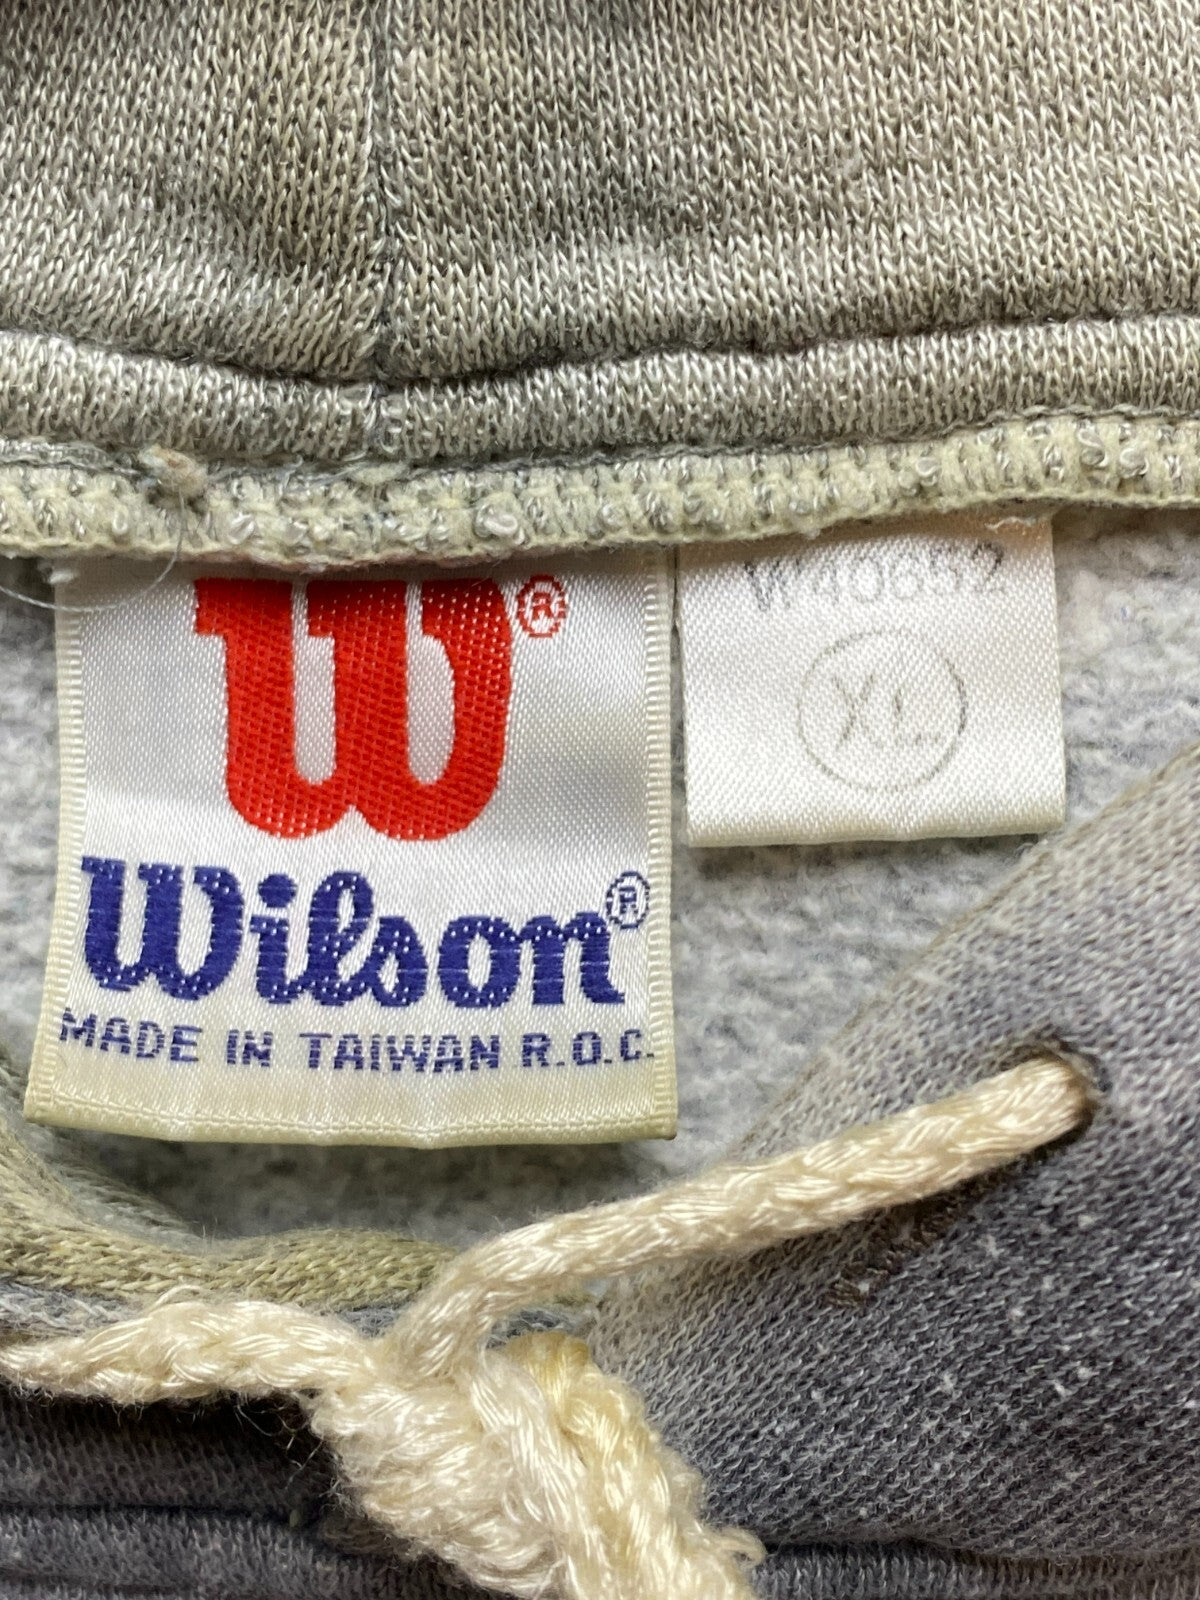 W®
Wilson®
MADE IN TAIWAN R.O.C.
XL